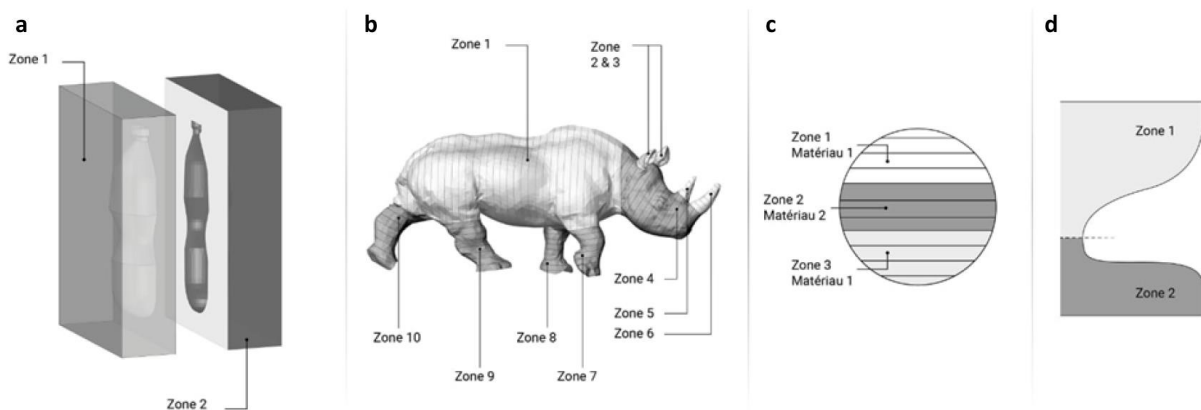 a
Zone 1
Zone 2
b
Zone 1
Zone
2 & 3
Zone 4
Zone 5
Zone 6
Zone 10
Zone 8
Zone 9
Zone 7
c
Zone 1
Matériau 1
Zone 2
Matériau 2
Zone 3
Matériau 1
d
Zone 1
Zone 2